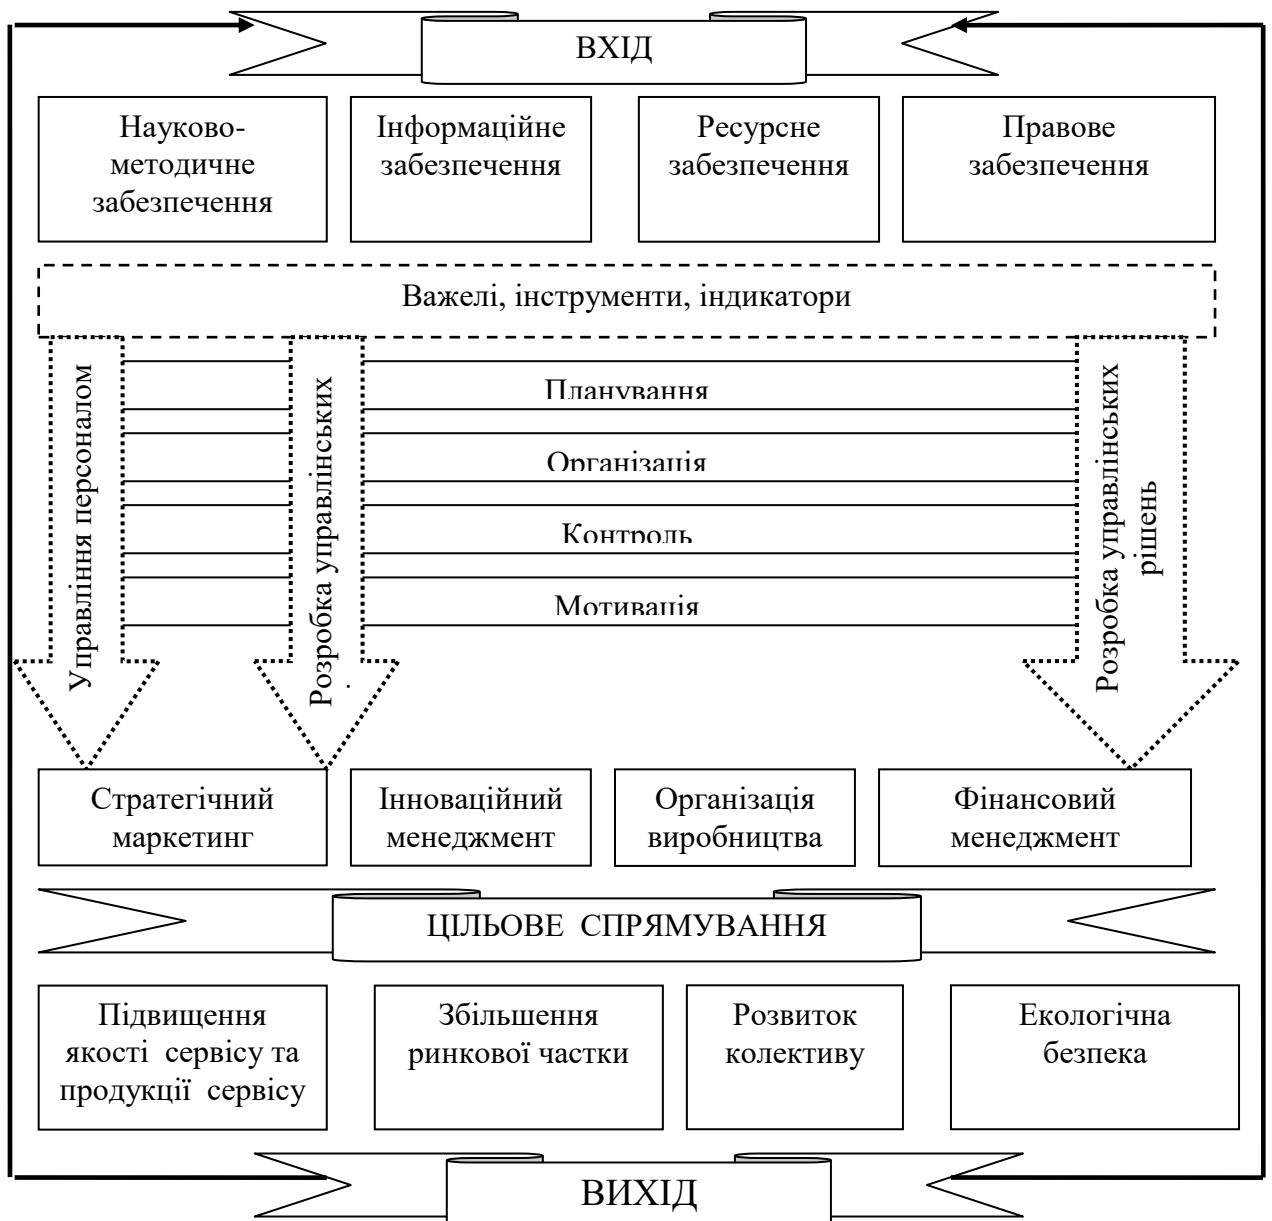 ВХІД
Науково-
методичне
забезпечення
Інформаційне
забезпечення
Ресурсне
забезпечення
Правове
забезпечення
Важелі, інструменти, індикатори
Управління персоналом
Розробка управлінських
Планування
Організація
Контроль
Мотивація
Розробка управлінських
рішень
Стратегічний
маркетинг
Інноваційний
менеджмент
Організація
виробництва
Фінансовий
менеджмент
ЦІЛЬОВЕ СПРЯМУВАННЯ
Підвищення
якості сервісу та
продукції сервісу
Збільшення
ринкової частки
Розвиток
колективу
Екологічна
безпека
ВИХІД